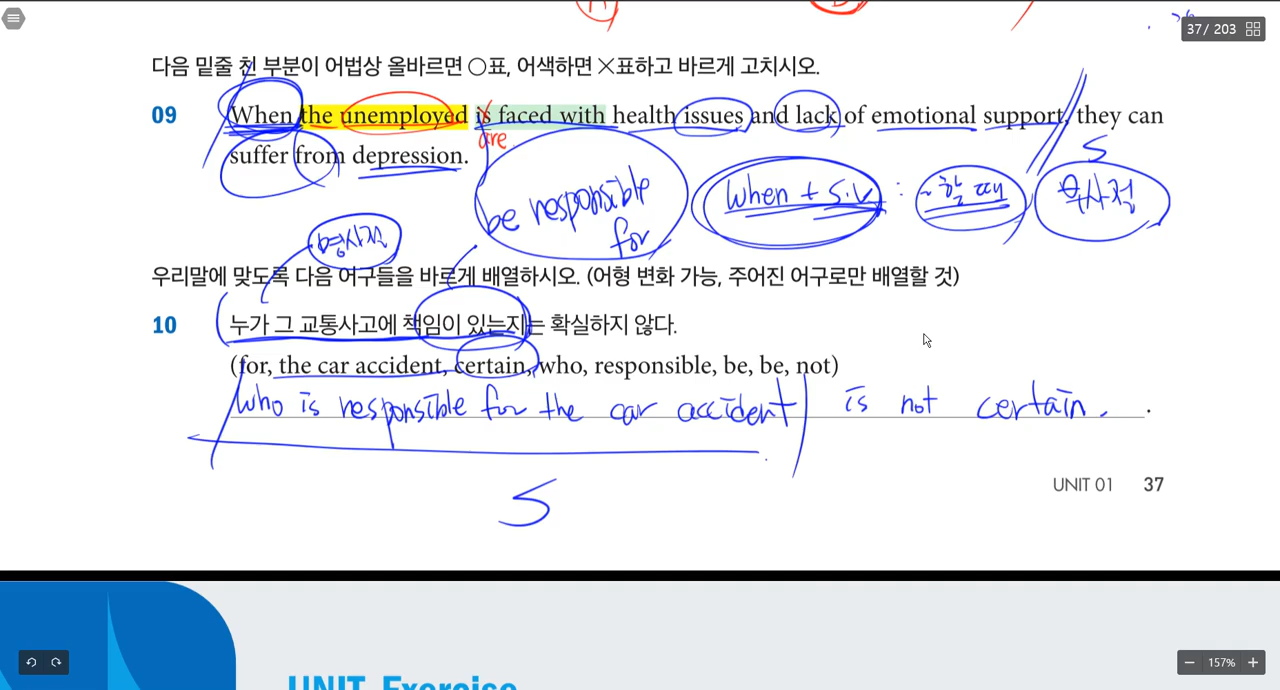 37/ 203
다음 밑줄 친 부분이 어법상 올바르면 ○표, 어색하면 ×표하고 바르게 고치시오.
09 When the unemployed is faced with health issues and lack of emotional support, they can
are
suffer from depression.
S
be responsible for
when + S.V : ~할 때
부사절
명사절
우리말에 맞도록 다음 어구들을 바르게 배열하시오. (어형 변화 가능, 주어진 어구로만 배열할 것)
10 누가 그 교통사고에 책임이 있는지는 확실하지 않다.
(for, the car accident, certain, who, responsible, be, be, not)
who is responsible for the car accident is not certain. .
S
UNIT 01 37
UNIT Exercise
157%